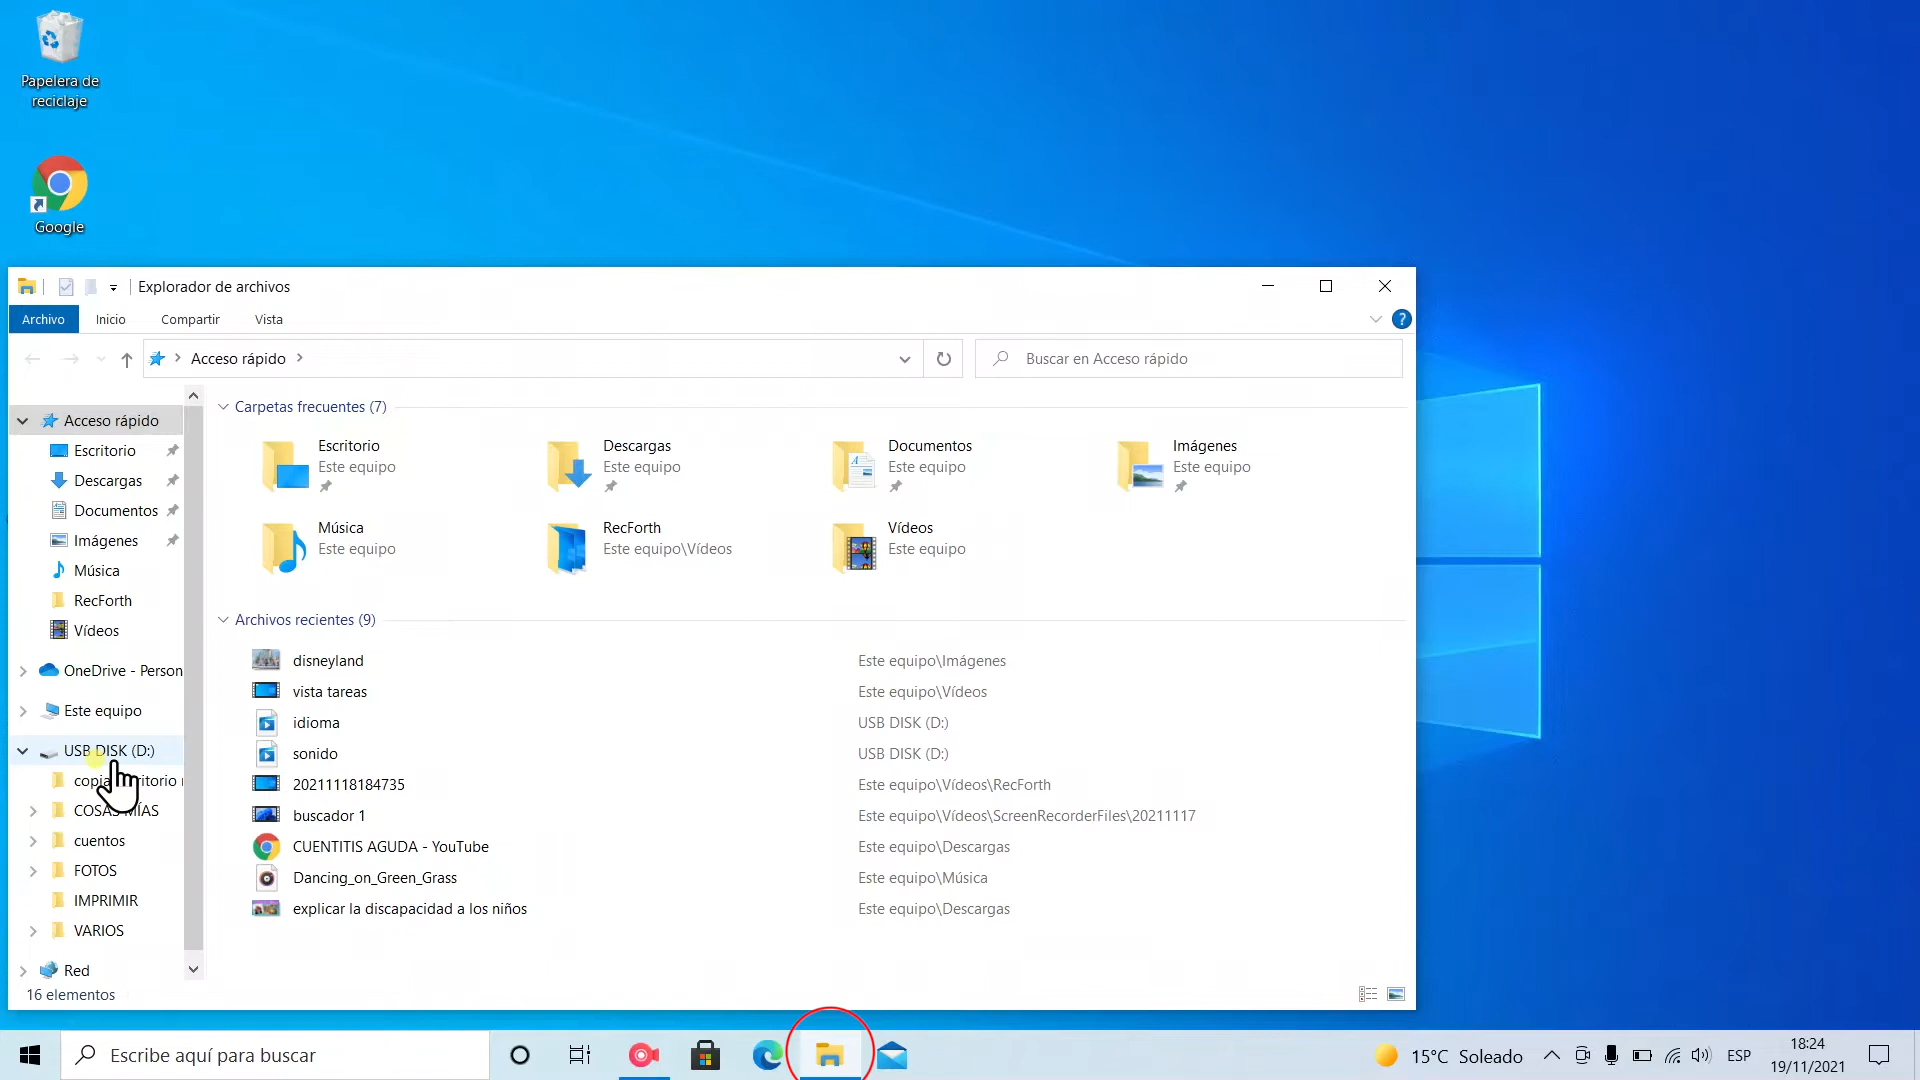 Papelera de
reciclaje
Google
Explorador de archivos
Archivo Inicio Compartir Vista
?
Acceso rápido
Buscar en Acceso rápido
Acceso rápido
Escritorio
Descargas
Documentos
Imágenes
Música
RecForth
Vídeos
OneDrive - Person
Este equipo
USB DISK (D:)
COSAS MÍAS
cuentos
FOTOS
IMPRIMIR
VARIOS
Red
16 elementos
Carpetas frecuentes (7)
Escritorio
Este equipo
Descargas
Este equipo
Documentos
Este equipo
Imágenes
Este equipo
Música
Este equipo
RecForth
Este equipo\Vídeos
Vídeos
Este equipo
Archivos recientes (9)
disneyland Este equipo\Imágenes
vista tareas Este equipo\Vídeos
idioma USB DISK (D:)
sonido USB DISK (D:)
20211118184735 Este equipo\Vídeos\RecForth
buscador 1 Este equipo\Vídeos\ScreenRecorderFiles\20211117
CUENTITIS AGUDA - YouTube Este equipo\Descargas
Dancing_on_Green_Grass Este equipo\Música
explicar la discapacidad a los niños Este equipo\Descargas
Escribe aquí para buscar
15°C Soleado
ESP
18:24
19/11/2021